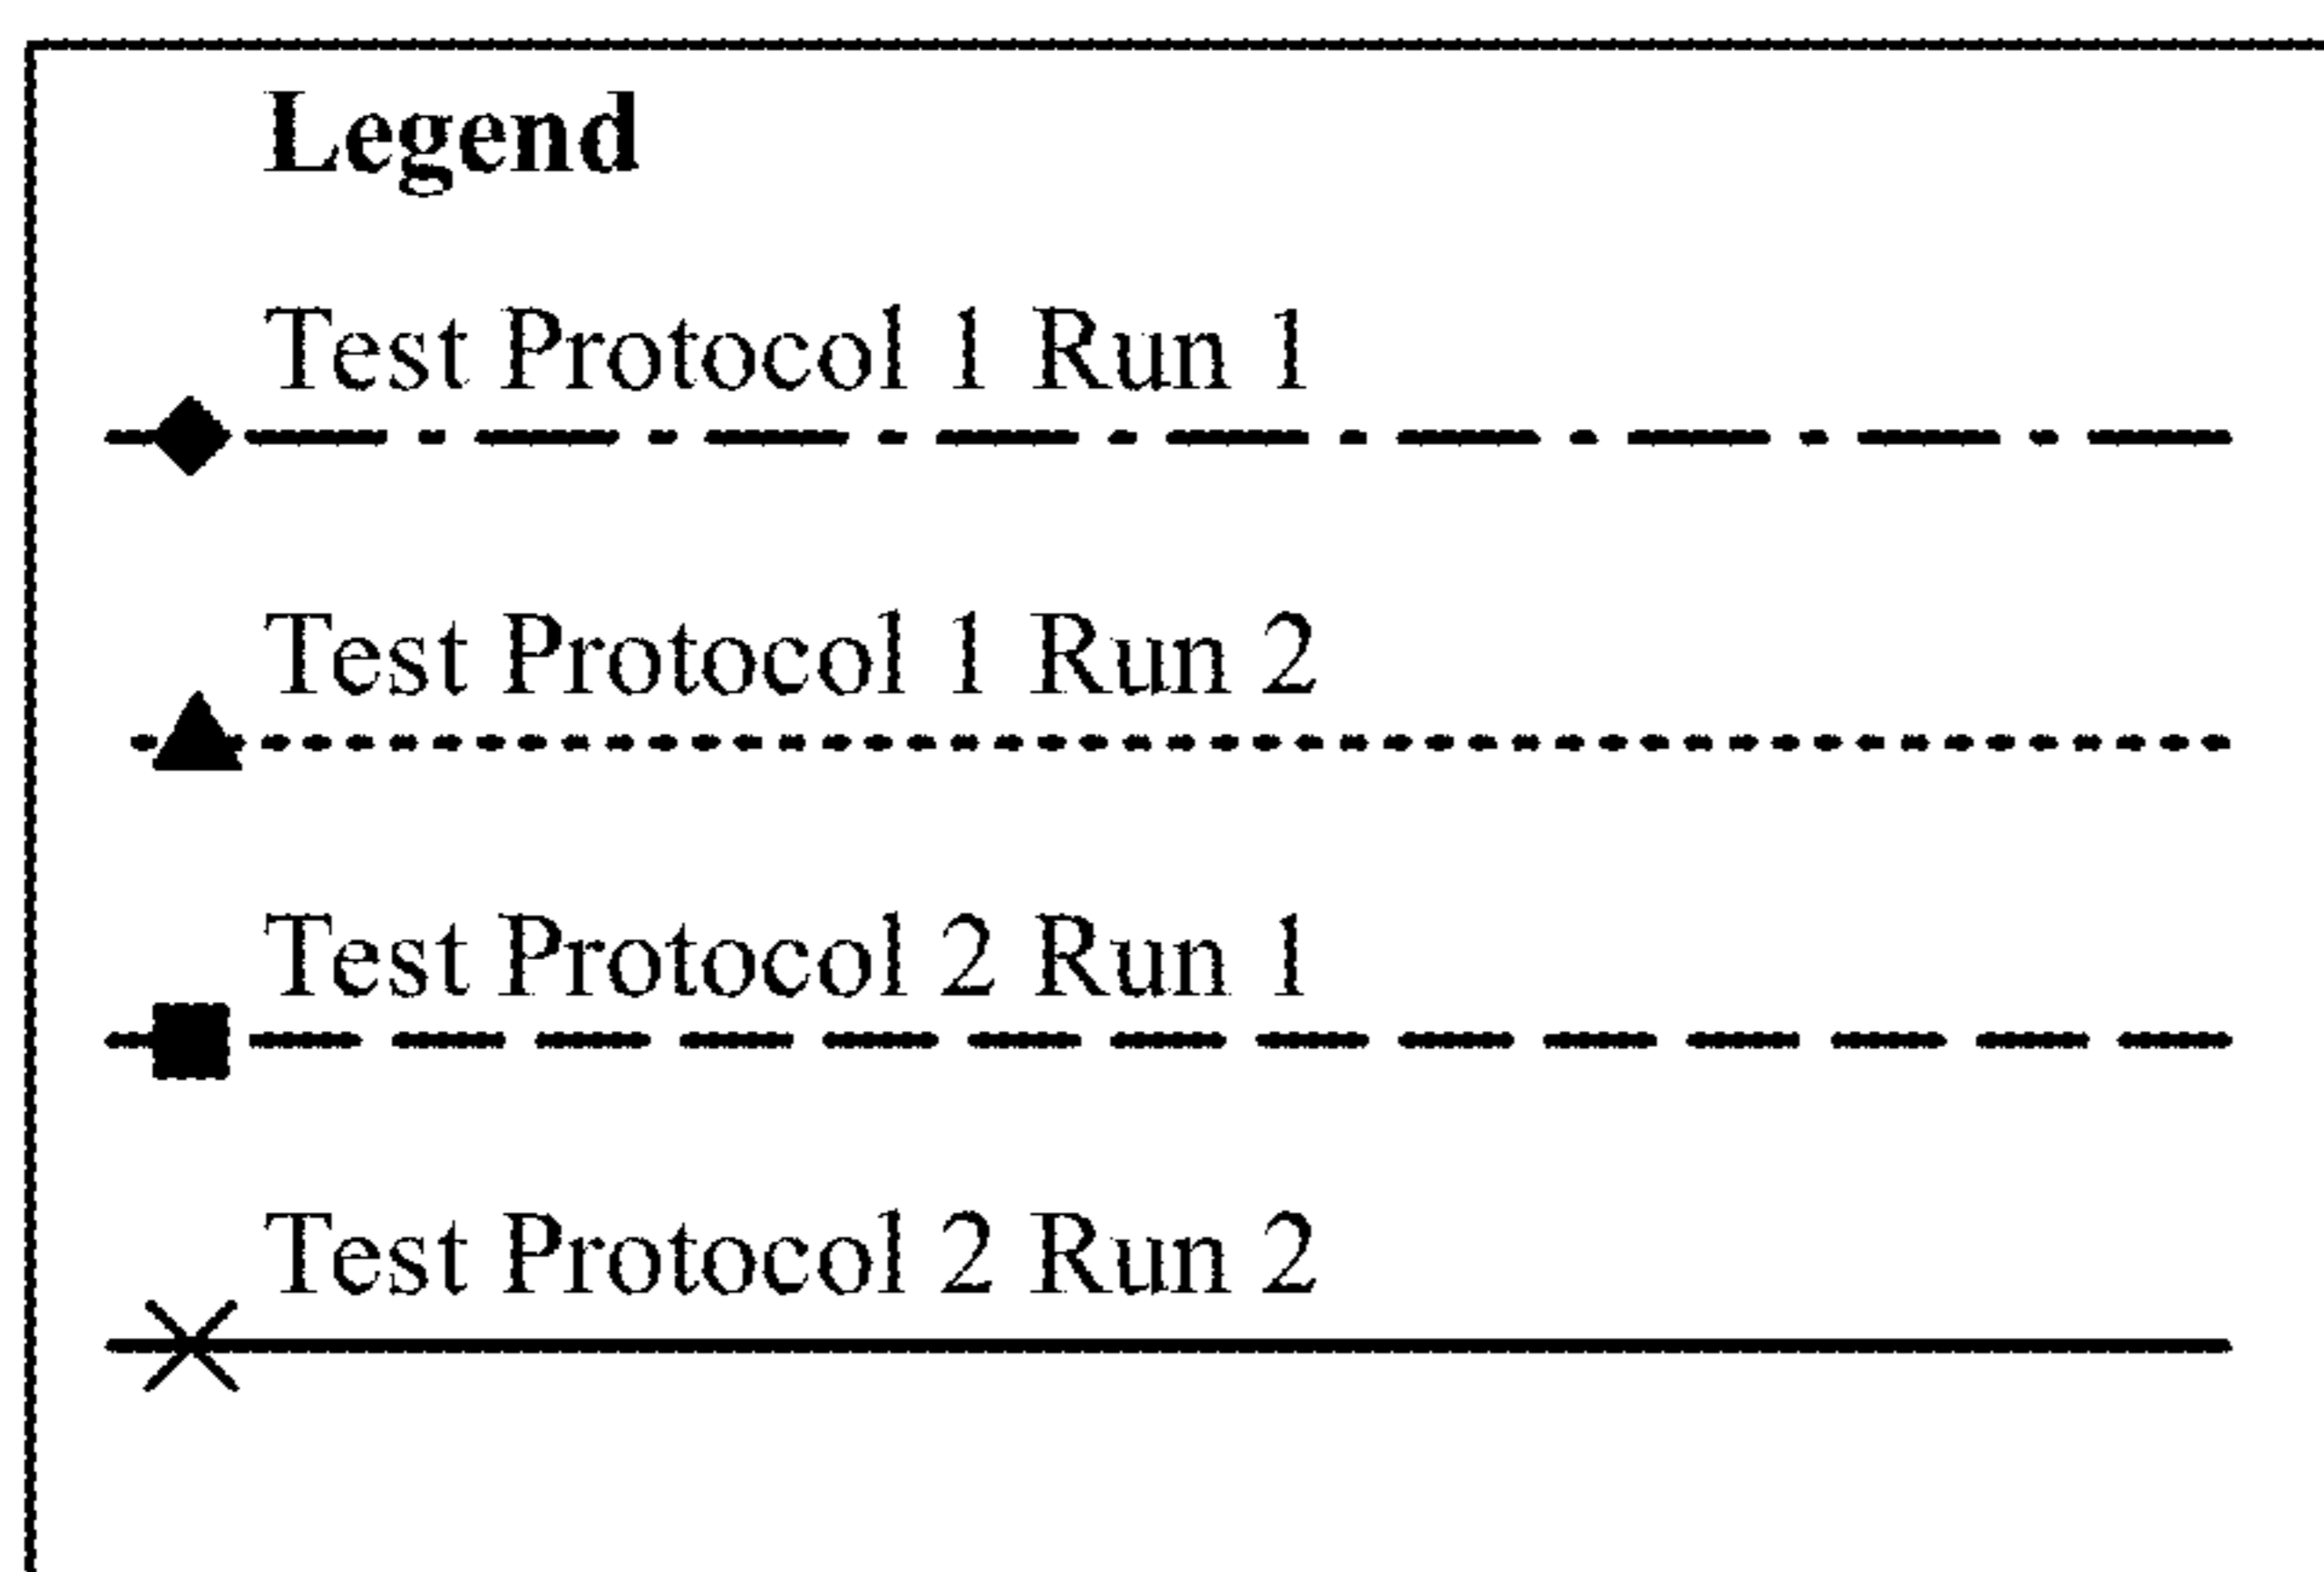 Legend
Test Protocol 1 Run 1
Test Protocol 1 Run 2
Test Protocol 2 Run 1
Test Protocol 2 Run 2